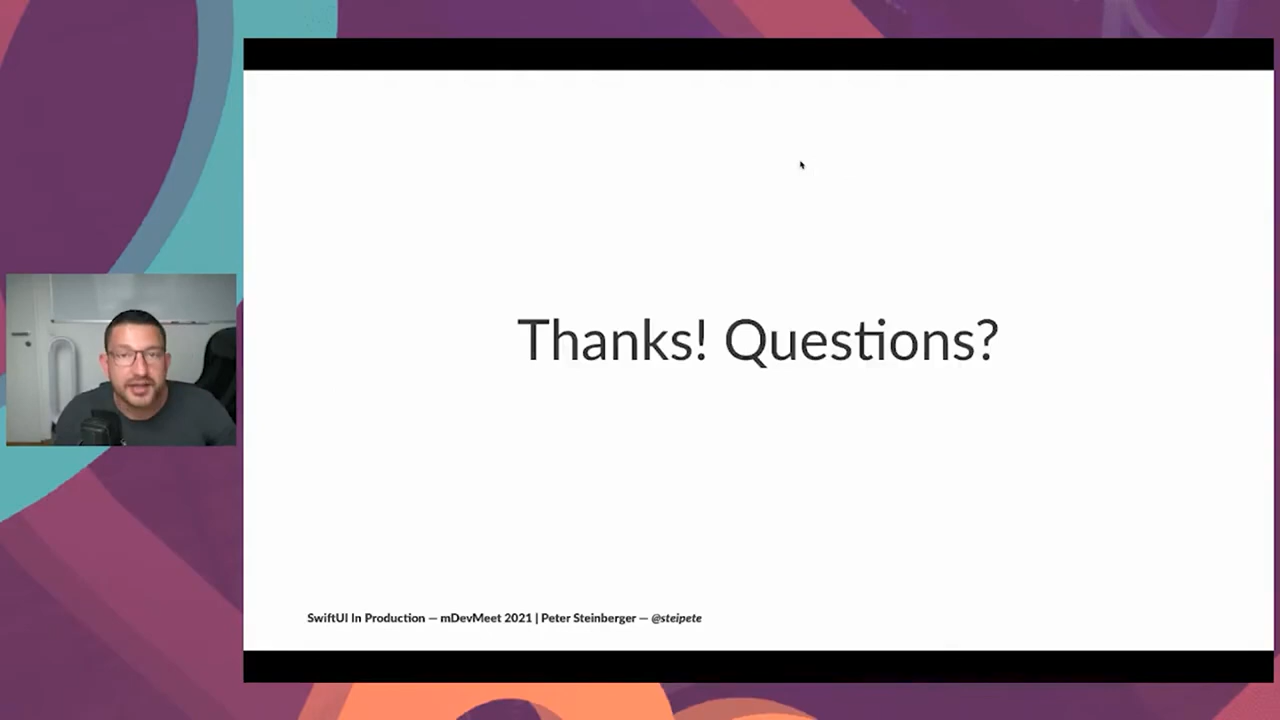 Thanks! Questions?
SwiftUI In Production — mDevMeet 2021 | Peter Steinberger — @steipete